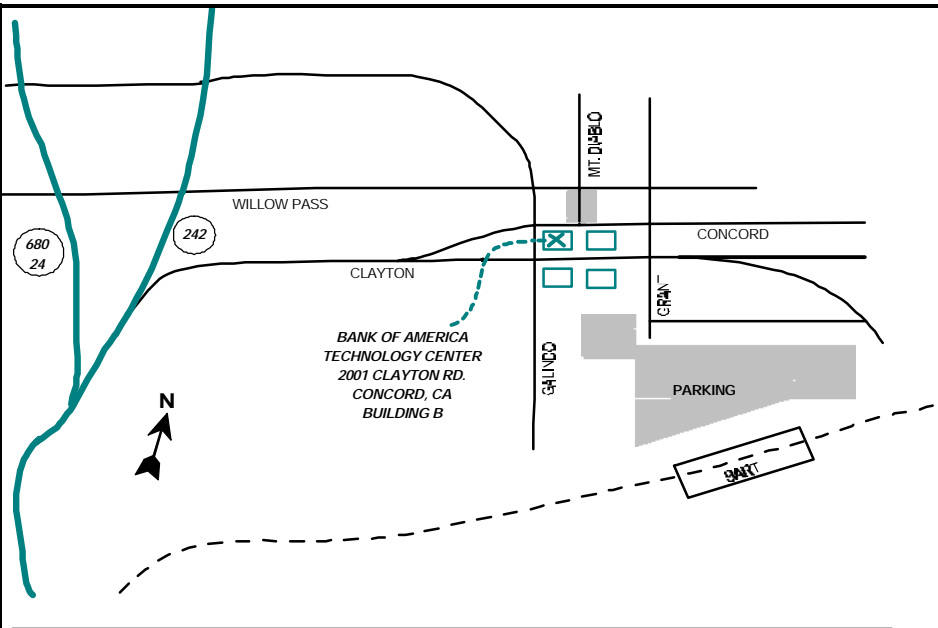 MT. DIABLO
WILLOW PASS
CONCORD
242
680
24
CLAYTON
GRANT
BANK OF AMERICA
TECHNOLOGY CENTER
2001 CLAYTON RD.
CONCORD, CA
BUILDING B
GALINDO
PARKING
N
BART